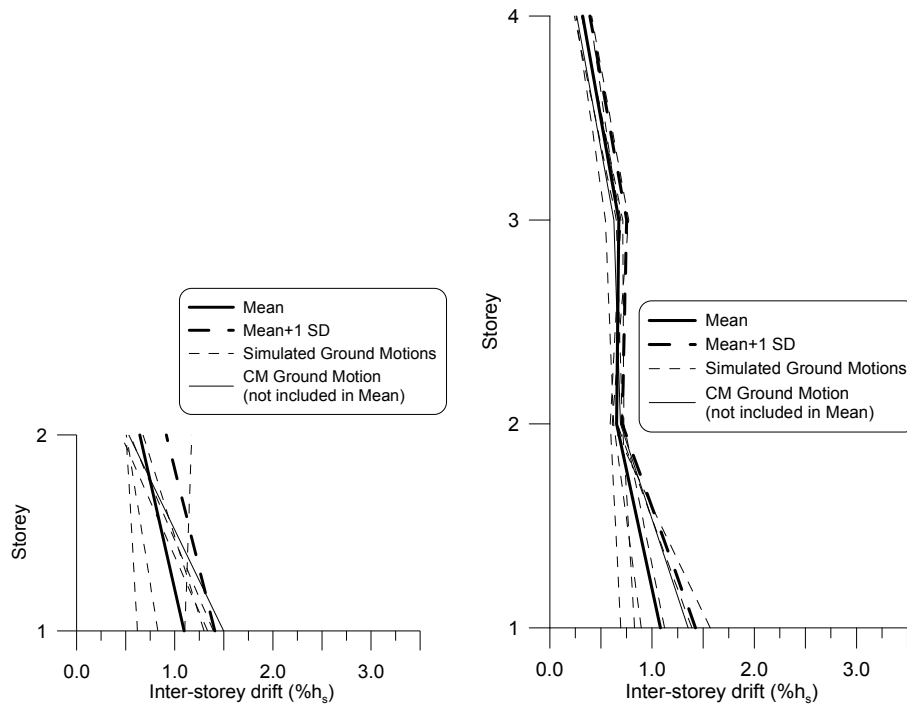 2
1
Storey
0.0 1.0 2.0 3.0
Inter-storey drift (%hs)
Mean
Mean+1 SD
Simulated Ground Motions
CM Ground Motion
(not included in Mean)
4
3
2
1
Storey
0.0 1.0 2.0 3.0
Inter-storey drift (%hs)
Mean
Mean+1 SD
Simulated Ground Motions
CM Ground Motion
(not included in Mean)